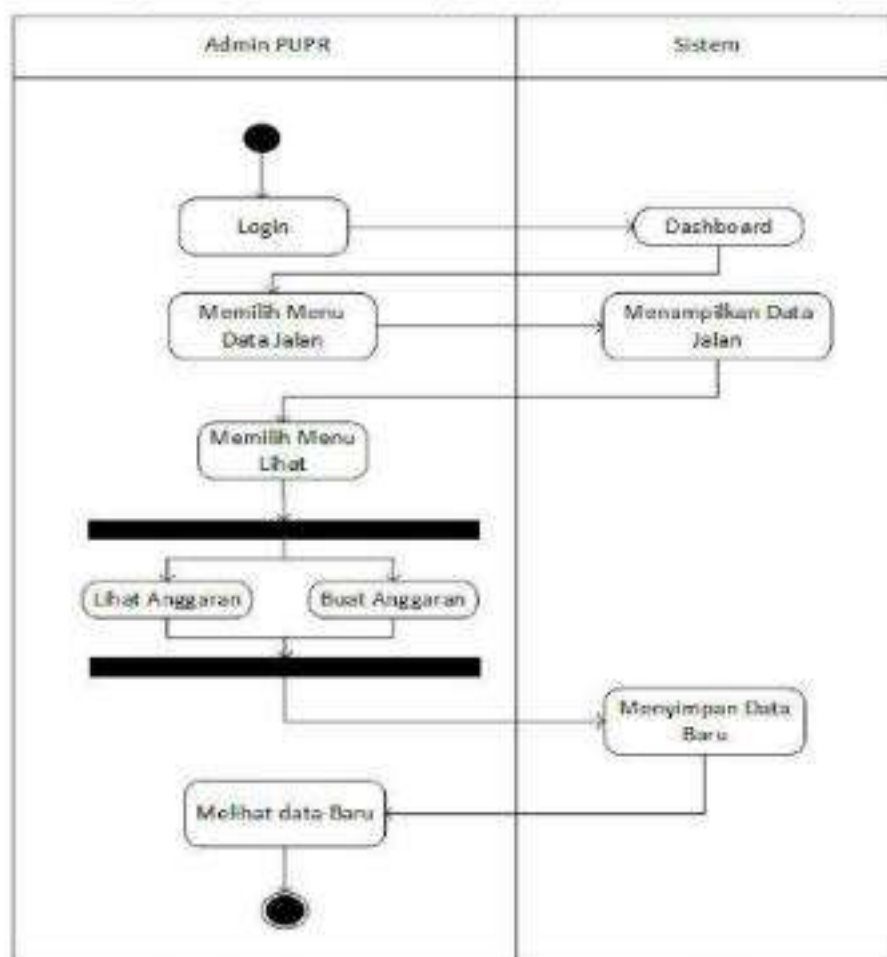 Admin PUPR
Sistem
Login
Dashboard
Memilih Menu
Data Jalan
Menampilkan Data
Jalan
Memilih Menu
Lihat
Lihat Anggaran
Buat Anggaran
Menyimpan Data
Baru
Melihat data Baru